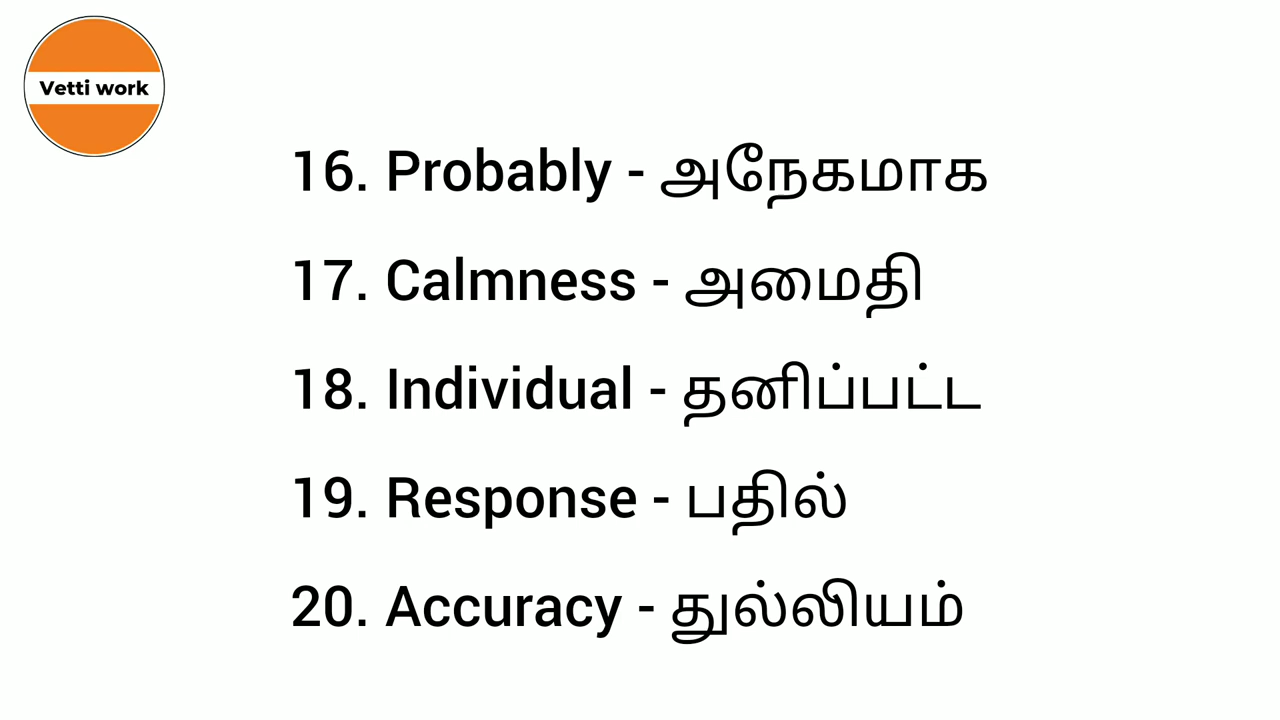 Vetti work
16. Probably - அநேகமாக
17. Calmness - அமைதி
18. Individual - தனிப்பட்ட
19. Response - பதில்
20. Accuracy - துல்லியம்